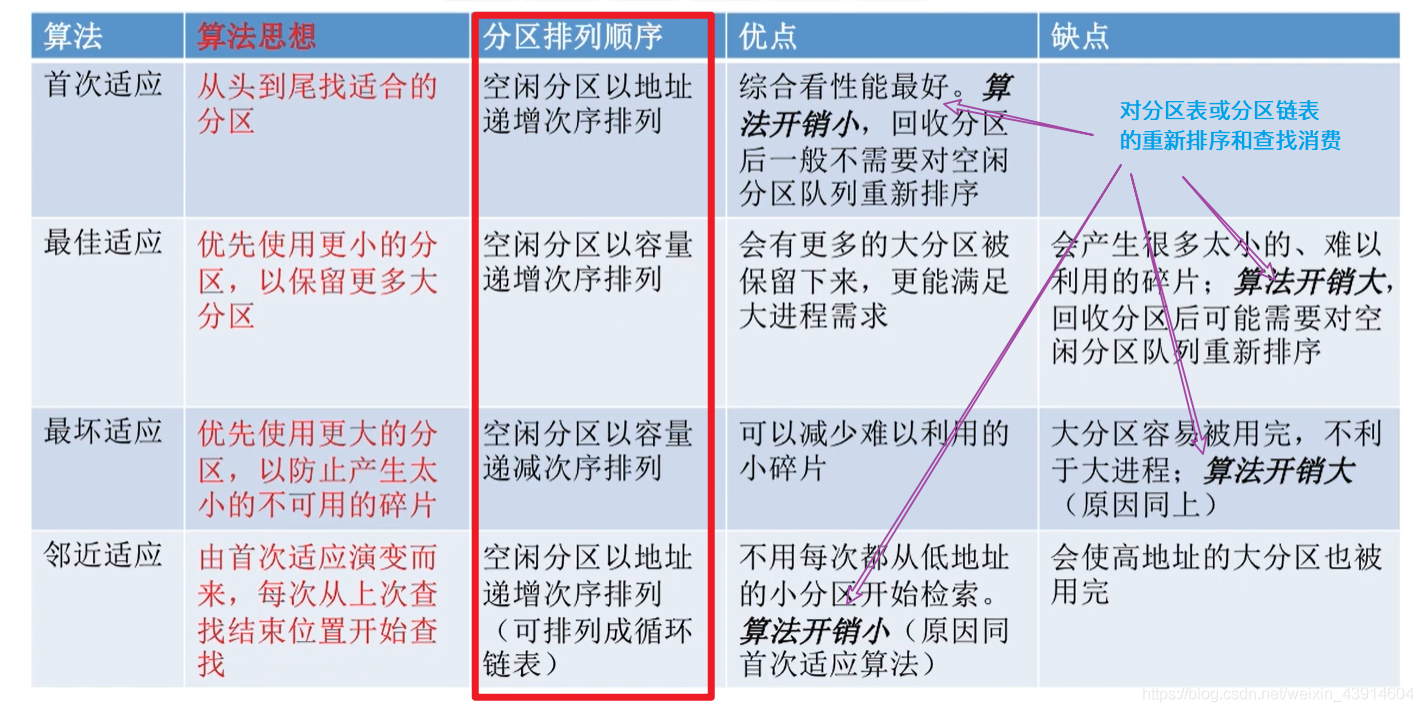 算法
算法思想
分区排列顺序
优点
缺点
首次适应
从头到尾找适合的
分区
空闲分区以地址
递增次序排列
综合看性能最好。算
法开销小，回收分区
后一般不需要对空闲
分区队列重新排序
对分区表或分区链表
的重新排序和查找消费
最佳适应
优先使用更小的分
区，以保留更多大
分区
空闲分区以容量
递增次序排列
会有更多的大分区被
保留下来，更能满足
大进程需求
会产生很多太小的、难以
利用的碎片；算法开销大，
回收分区后可能需要对空
闲分区队列重新排序
最坏适应
优先使用更大的分
区，以防止产生太
小的不可用的碎片
空闲分区以容量
递减次序排列
可以减少难以利用的
小碎片
大分区容易被用完，不利
于大进程；算法开销大
（原因同上）
邻近适应
由首次适应演变而
来，每次从上次查
找结束位置开始查
找
空闲分区以地址
递增次序排列
（可排列成循环
链表）
不用每次都从低地址
的小分区开始检索。
算法开销小（原因同
首次适应算法）
会使高地址的大分区也被
用完
https://blog.csdn.net/weixin_43914604